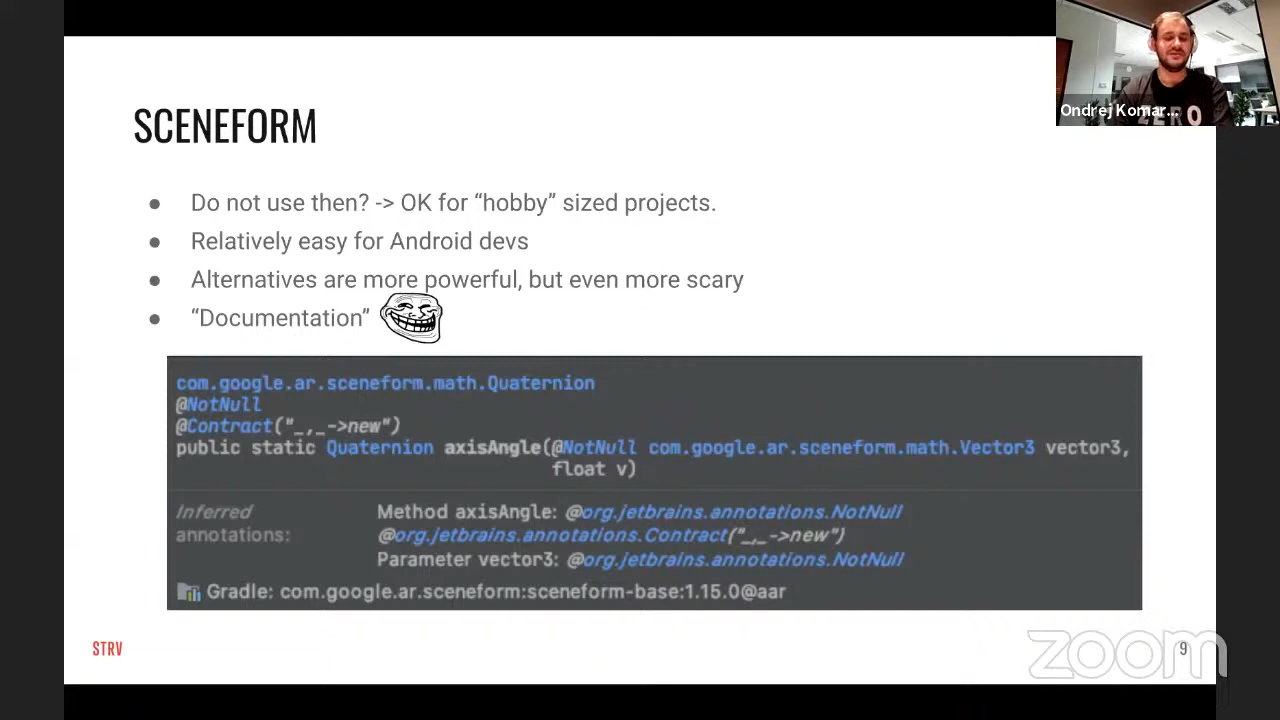 Ondrej Komar...
ZERO
SCENEFORM
● Do not use then? -> OK for “hobby” sized projects.
● Relatively easy for Android devs
● Alternatives are more powerful, but even more scary
● “Documentation”
com.google.ar.sceneform.math.Quaternion
@NotNull
@Contract("_,_->new")
public static Quaternion axisAngle(@NotNull com.google.ar.sceneform.math.Vector3 vector3,
float v)
Inferred annotations:
Method axisAngle: @org.jetbrains.annotations.NotNull
@org.jetbrains.annotations.Contract("_,_->new")
Parameter vector3: @org.jetbrains.annotations.NotNull
Gradle: com.google.ar.sceneform:sceneform-base:1.15.0@aar
STRV
zoom
9